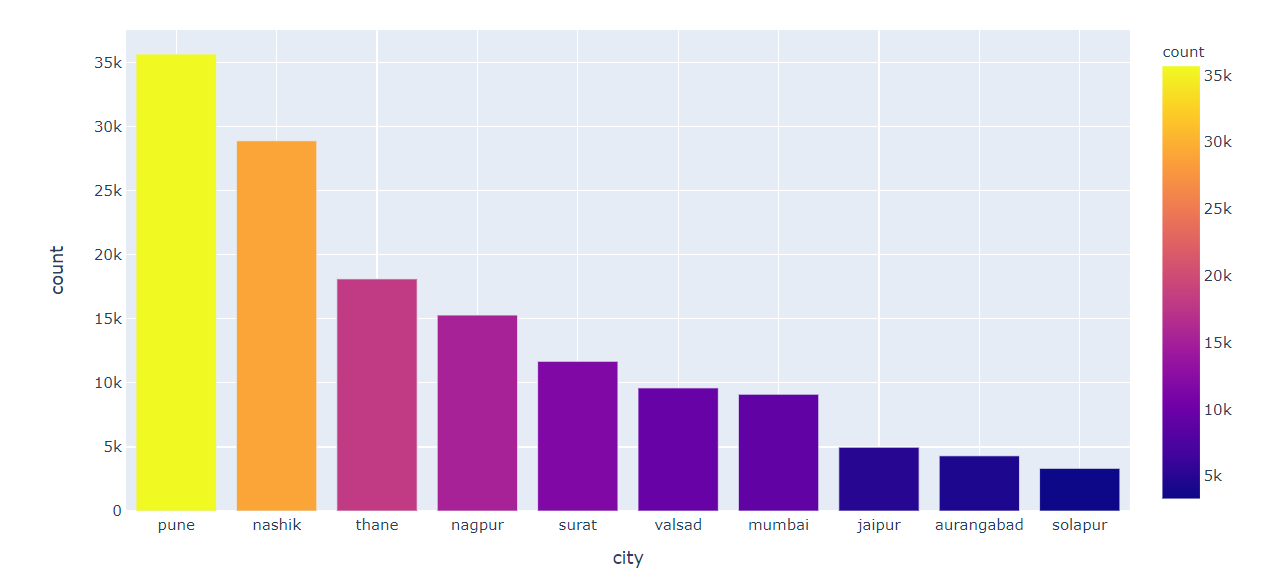 count
35k
30k
25k
20k
15k
10k
5k
0
pune nashik thane nagpur surat valsad mumbai jaipur aurangabad solapur
city
count
35k
30k
25k
20k
15k
10k
5k